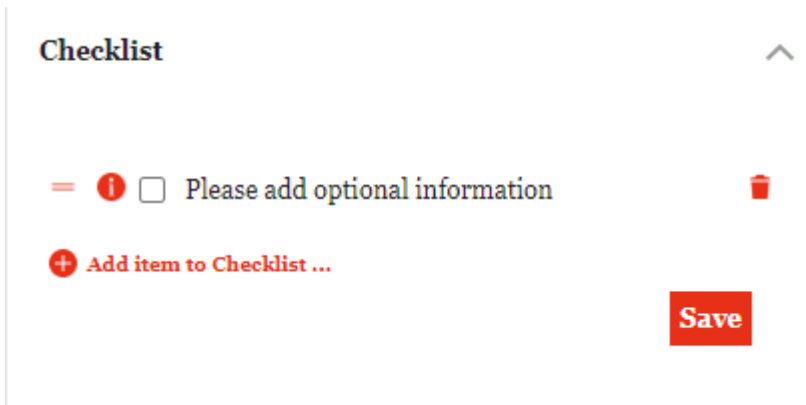 Checklist
Please add optional information
Add item to Checklist ...
Save